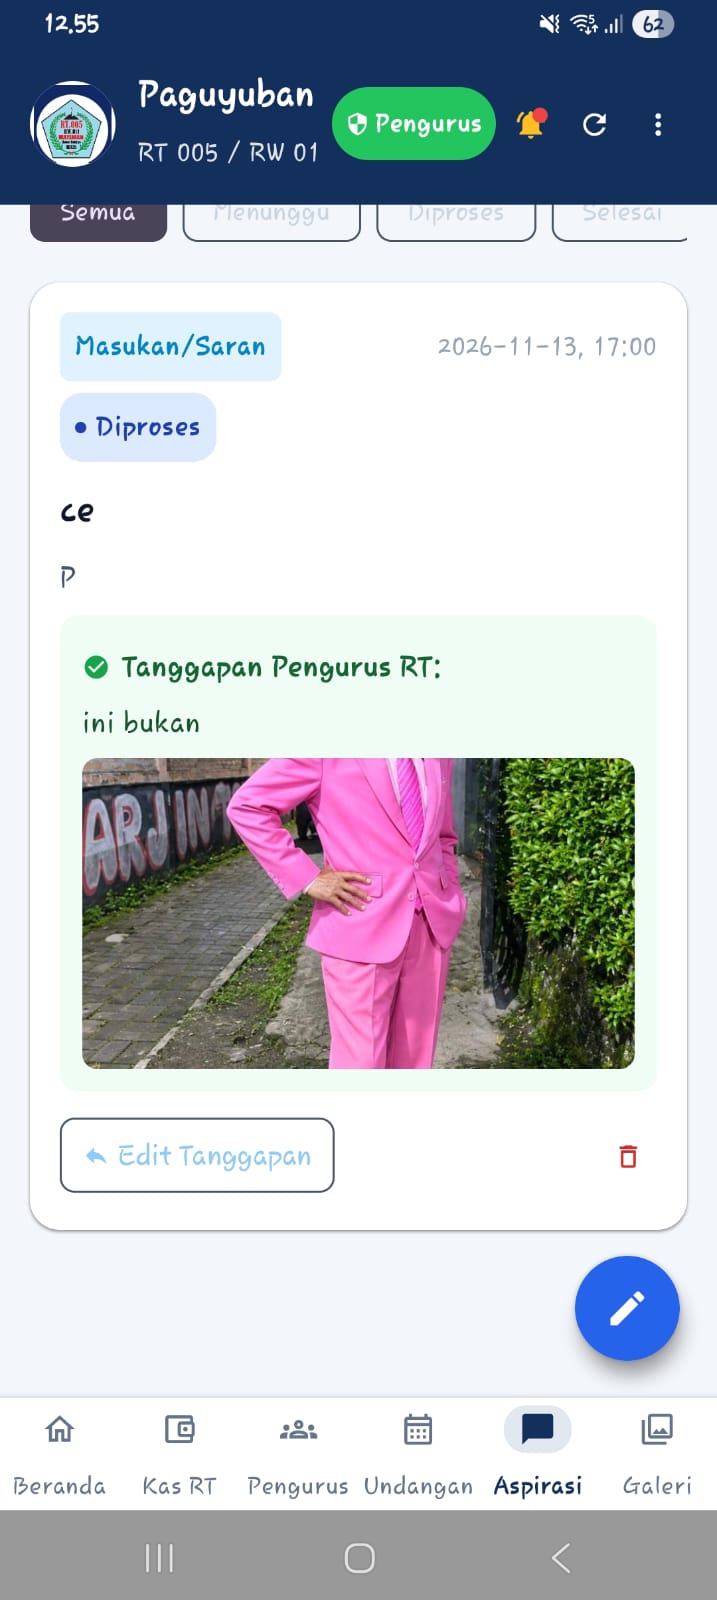 12.55
62
Paguyuban
RT 005 / RW 01
Pengurus
Semua
Menunggu
Diproses
Selesai
Masukan/Saran
2026-11-13, 17:00
• Diproses
ce
P
Tanggapan Pengurus RT:
ini bukan
ARJUNA
Edit Tanggapan
Beranda
Kas RT
Pengurus
Undangan
Aspirasi
Galeri